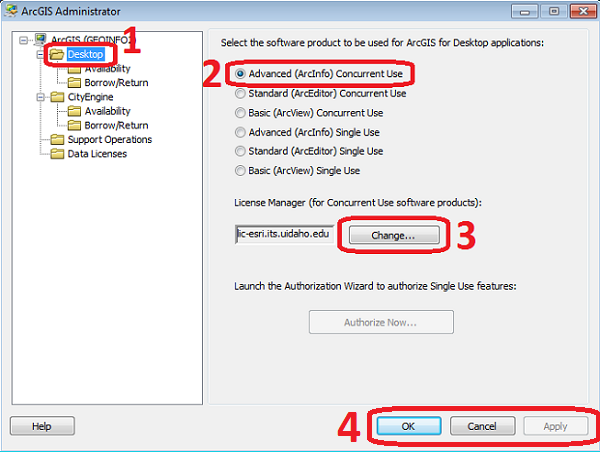 ArcGIS Administrator
ArcGIS (GEOINFO2)
1
Desktop
Availability
Borrow/Return
CityEngine
Availability
Borrow/Return
Support Operations
Data Licenses
Select the software product to be used for ArcGIS for Desktop applications:
2
Advanced (ArcInfo) Concurrent Use
Standard (ArcEditor) Concurrent Use
Basic (ArcView) Concurrent Use
Advanced (ArcInfo) Single Use
Standard (ArcEditor) Single Use
Basic (ArcView) Single Use
License Manager (for Concurrent Use software products):
lic-esri.its.uidaho.edu
Change...
3
Launch the Authorization Wizard to authorize Single Use features:
Authorize Now...
Help
4
OK
Cancel
Apply